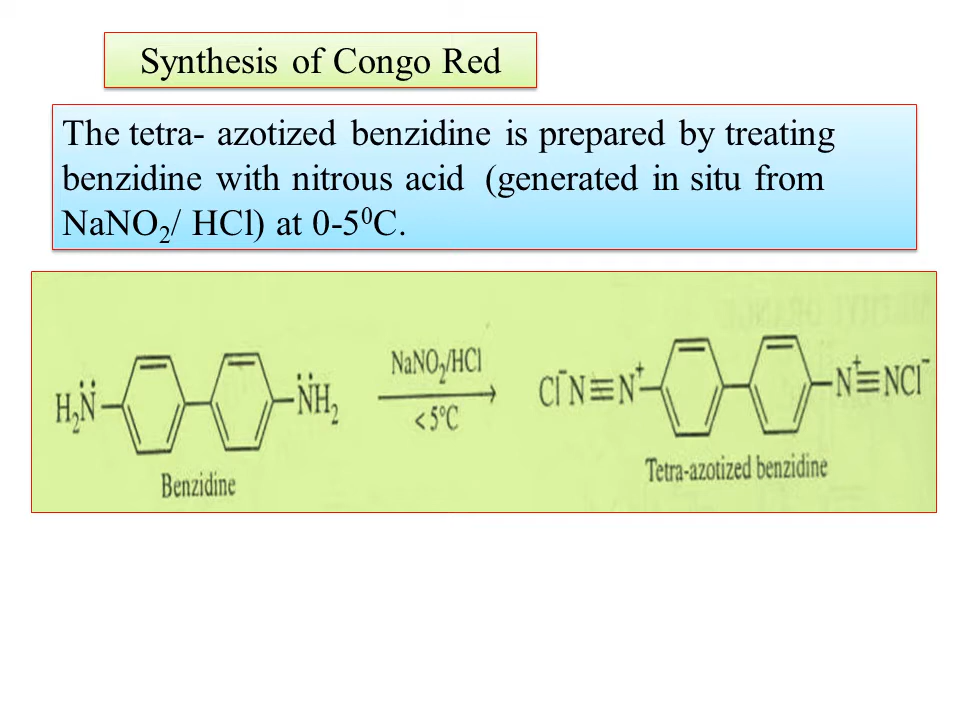 Synthesis of Congo Red
The tetra- azotized benzidine is prepared by treating
benzidine with nitrous acid (generated in situ from
NaNO₂/ HCl) at 0-5⁰C.
H₂N̈ N̈H₂ NaNO₂/HCl Cl⁻N≡N⁺ N⁺≡NCl⁻
< 5°C
Benzidine Tetra-azotized benzidine